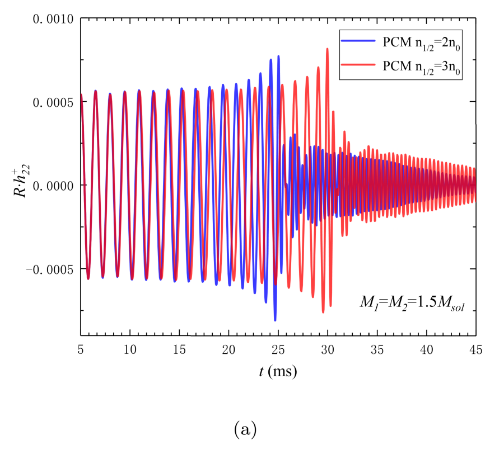 0.0010
PCM n1/2=2n0
PCM n1/2=3n0
0.0005
R·h22+
0.0000
−0.0005
M1=M2=1.5Msol
5 10 15 20 25 30 35 40 45
t (ms)
(a)